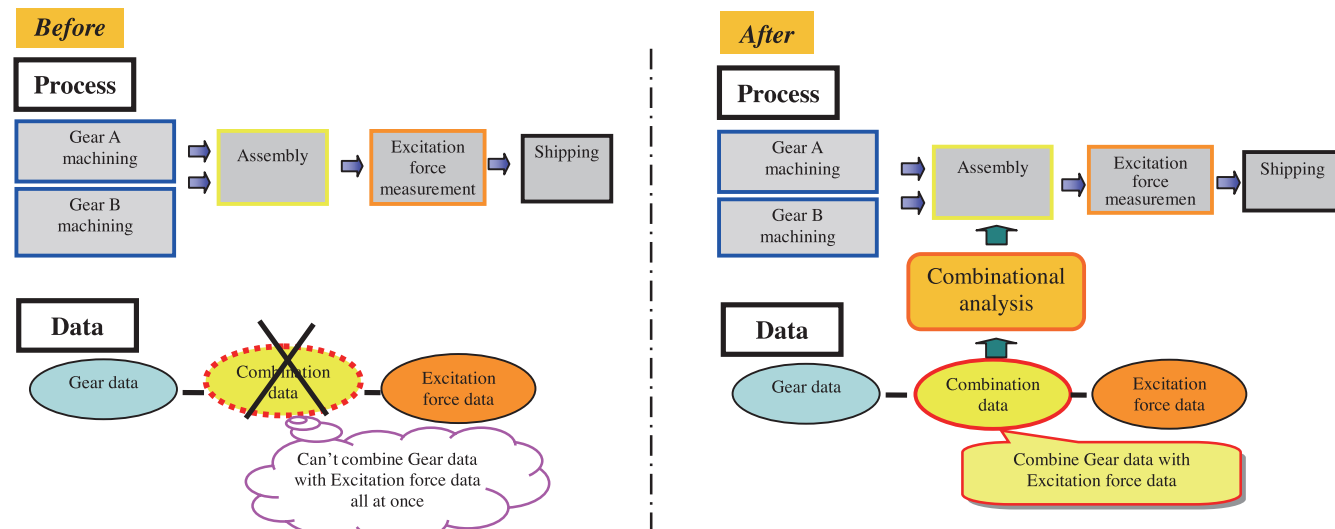 Before
Process
Gear A
machining
Gear B
machining
Assembly
Excitation
force
measurement
Shipping
Data
Gear data
Combination
data
Excitation
force data
Can't combine Gear data
with Excitation force data
all at once
After
Process
Gear A
machining
Gear B
machining
Assembly
Excitation
force
measuremen
Shipping
Combinational
analysis
Data
Gear data
Combination
data
Excitation
force data
Combine Gear data with
Excitation force data